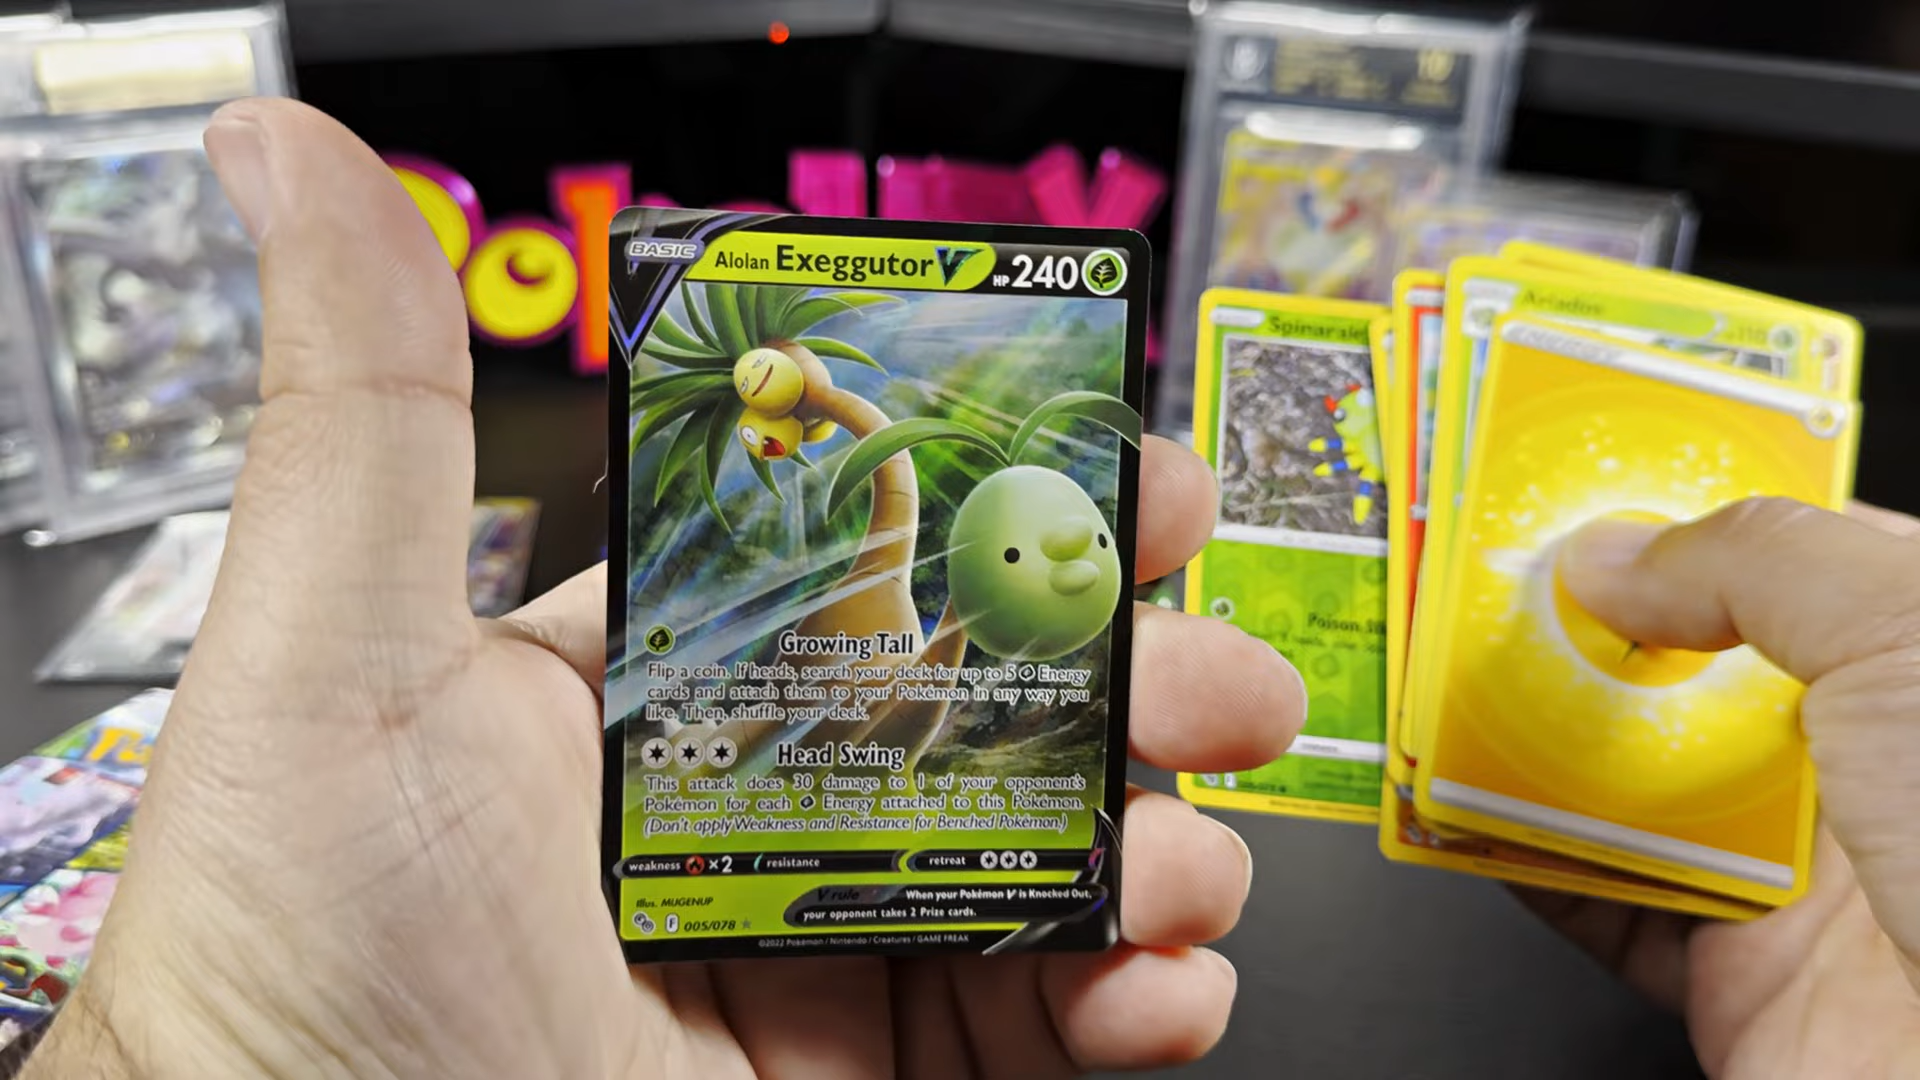 BASIC
Alolan Exeggutor V
HP 240
Growing Tall
Flip a coin. If heads, search your deck for up to 5 Energy
cards and attach them to your Pokémon in any way you
like. Then, shuffle your deck.
Head Swing
This attack does 30 damage to 1 of your opponent's
Pokémon for each Energy attached to this Pokémon.
(Don't apply Weakness and Resistance for Benched Pokémon.)
weakness ×2 resistance retreat
V rule When your Pokémon V is Knocked Out,
your opponent takes 2 Prize cards.
Illus. MUGENUP
F 005/078
©2022 Pokémon / Nintendo / Creatures / GAME FREAK
Spinarak
Ariados
110
10